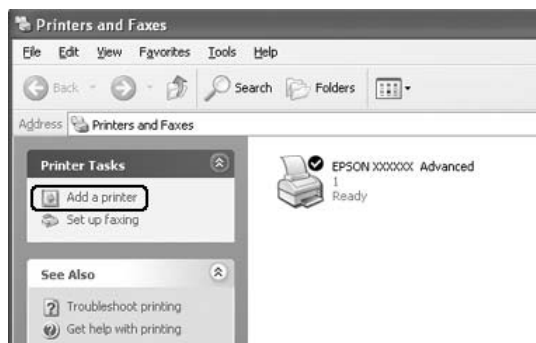 Printers and Faxes
File Edit View Favorites Tools Help
Back Search Folders
Address Printers and Faxes
Printer Tasks
Add a printer
Set up faxing
See Also
Troubleshoot printing
Get help with printing
EPSON XXXXXX Advanced
1
Ready